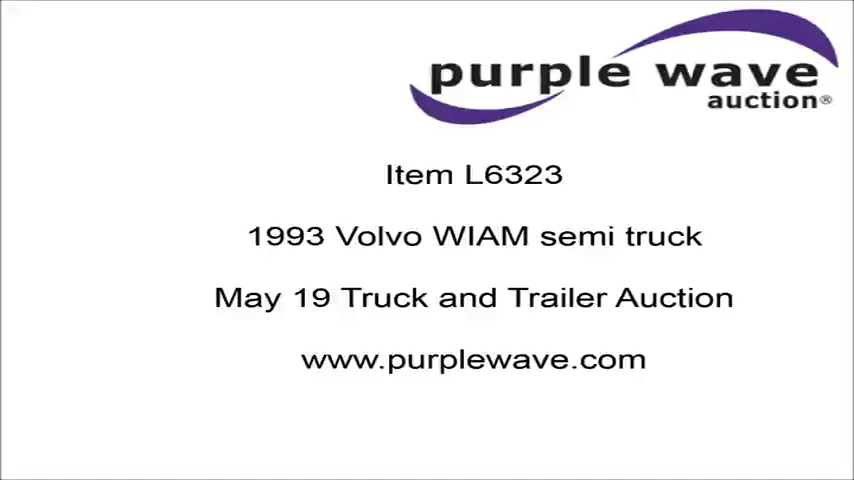 purple wave
auction®
Item L6323
1993 Volvo WIAM semi truck
May 19 Truck and Trailer Auction
www.purplewave.com